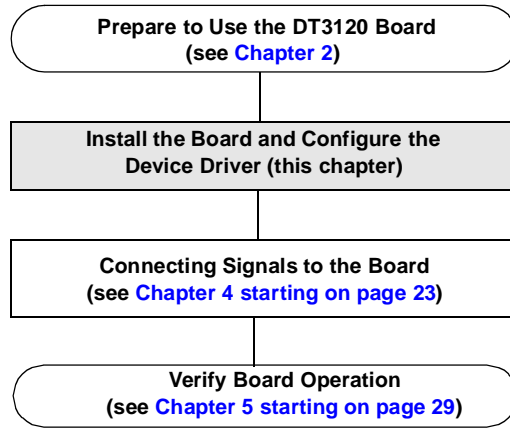 Prepare to Use the DT3120 Board
(see Chapter 2)
Install the Board and Configure the
Device Driver (this chapter)
Connecting Signals to the Board
(see Chapter 4 starting on page 23)
Verify Board Operation
(see Chapter 5 starting on page 29)